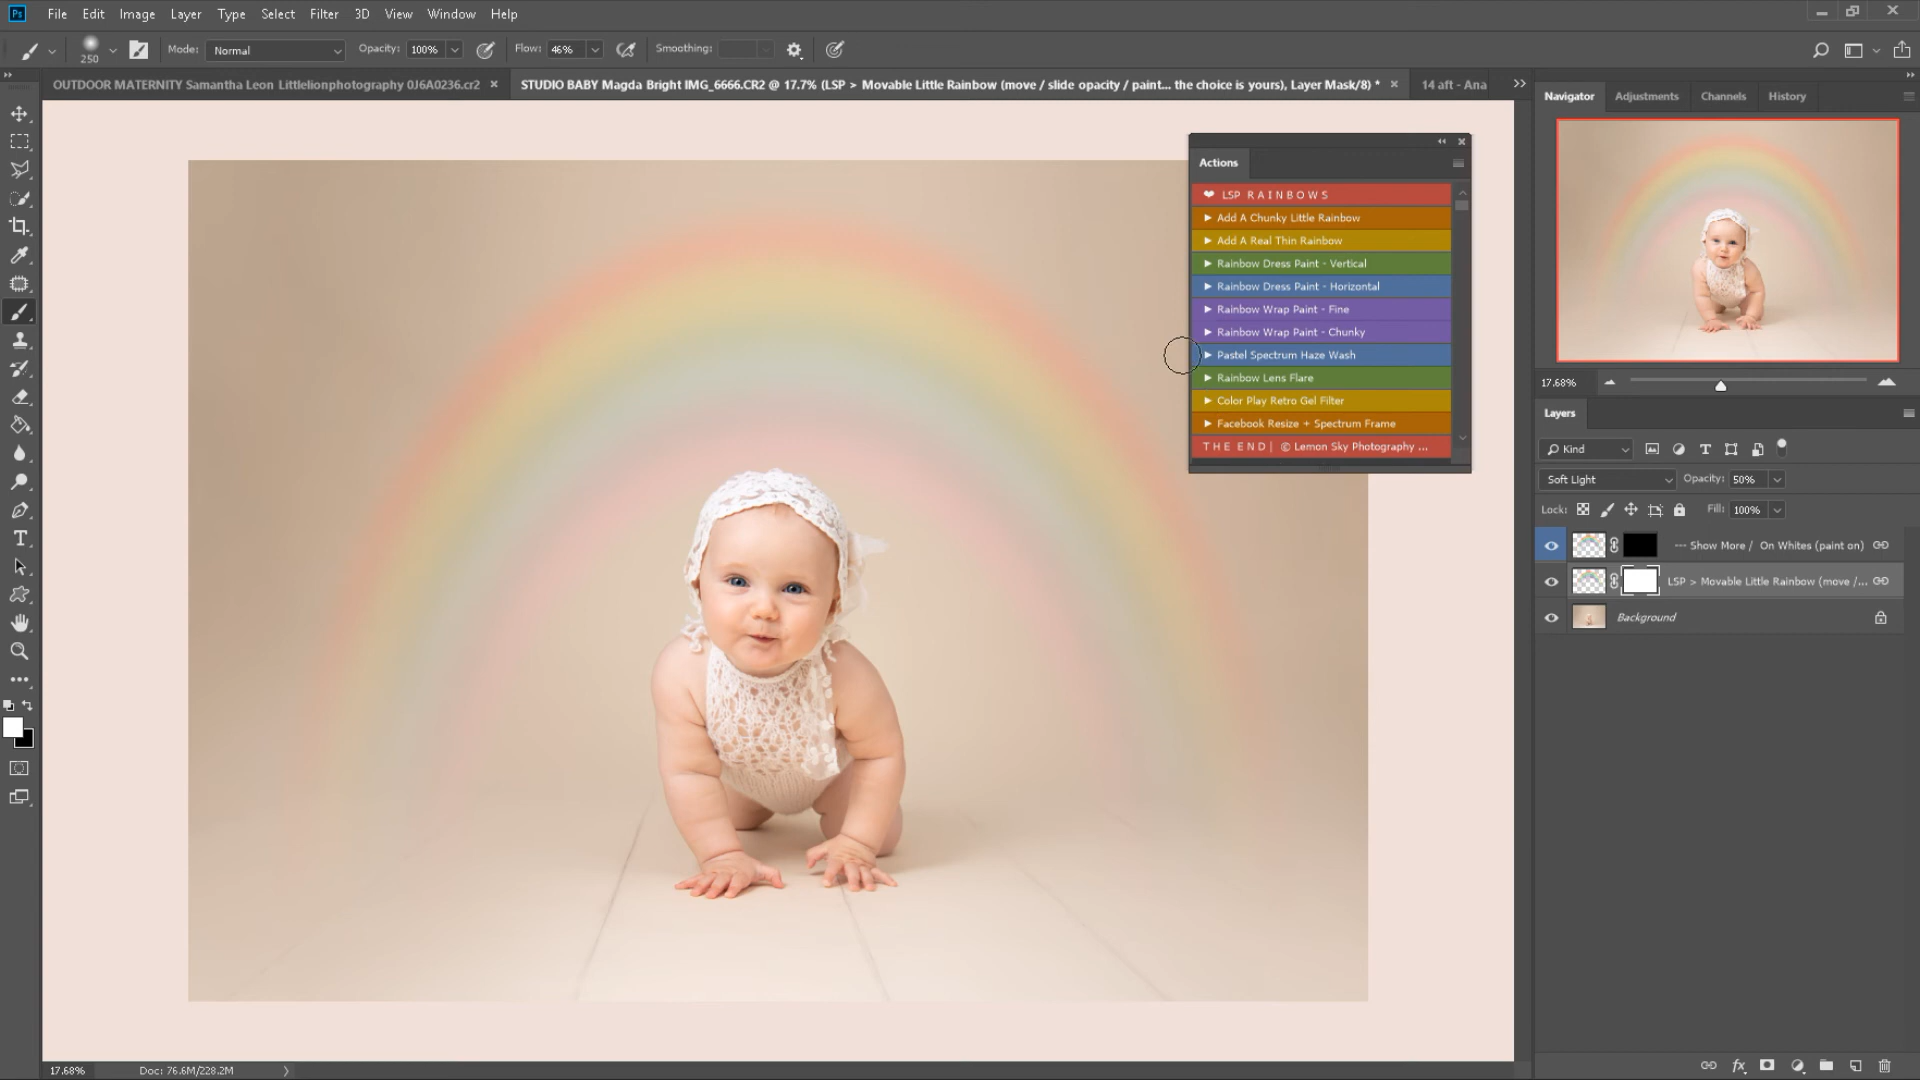 Ps File Edit Image Layer Type Select Filter 3D View Window Help
250 Mode: Normal Opacity: 100% Flow: 46% Smoothing:
OUTDOOR MATERNITY Samantha Leon Littlelionphotography 0J6A0236.cr2
STUDIO BABY Magda Bright IMG_6666.CR2 @ 17.7% (LSP > Movable Little Rainbow (move / slide opacity / paint... the choice is yours), Layer Mask/8) *
14 aft - Ana
Actions
❤ LSP R A I N B O W S
Add A Chunky Little Rainbow
Add A Real Thin Rainbow
Rainbow Dress Paint - Vertical
Rainbow Dress Paint - Horizontal
Rainbow Wrap Paint - Fine
Rainbow Wrap Paint - Chunky
Pastel Spectrum Haze Wash
Rainbow Lens Flare
Color Play Retro Gel Filter
Facebook Resize + Spectrum Frame
T H E E N D | © Lemon Sky Photography ...
Navigator Adjustments Channels History
17.68%
Layers
Kind
Soft Light Opacity: 50%
Lock: Fill: 100%
--- Show More / On Whites (paint on)
LSP > Movable Little Rainbow (move /...
Background
17.68% Doc: 76.6M/228.2M